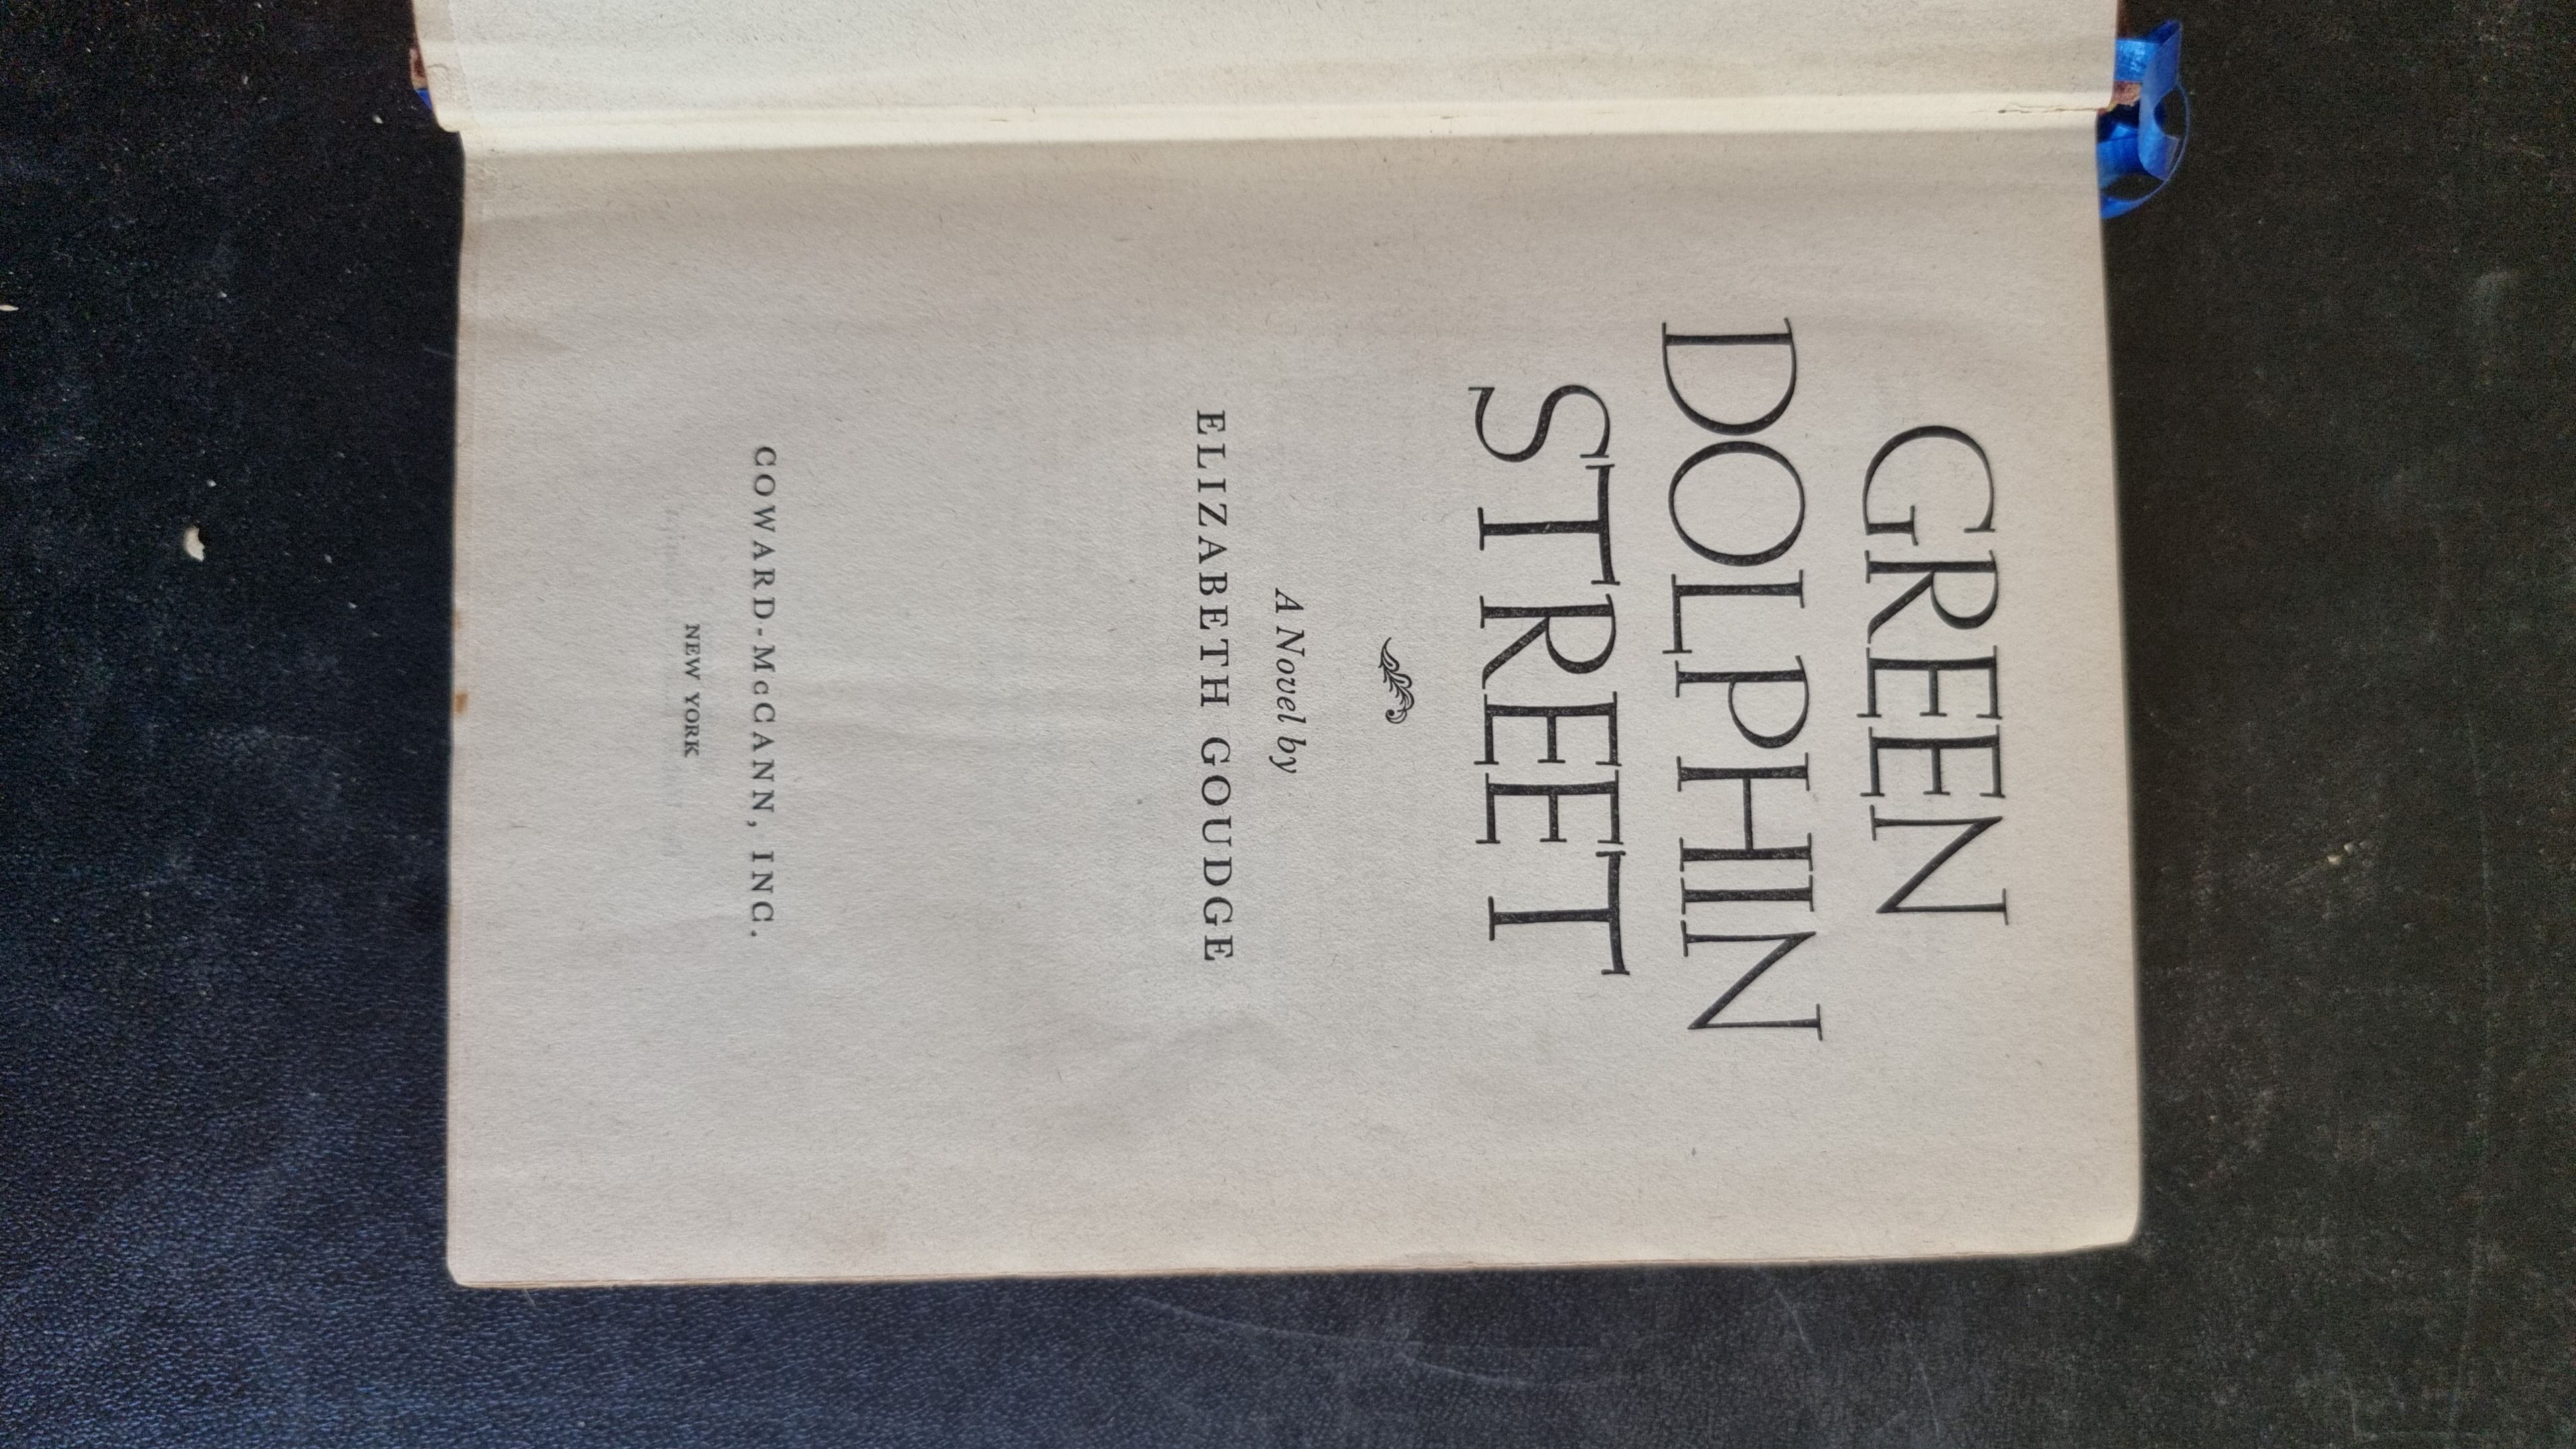 GREEN
DOLPHIN
STREET
A Novel by
ELIZABETH GOUDGE
COWARD-McCANN, INC.
NEW YORK